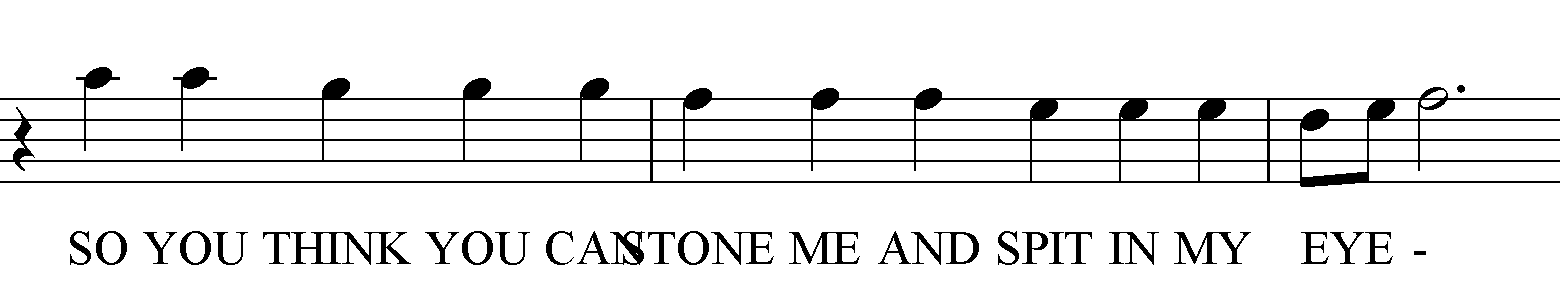 SO YOU THINK YOU CAN STONE ME AND SPIT IN MY EYE -